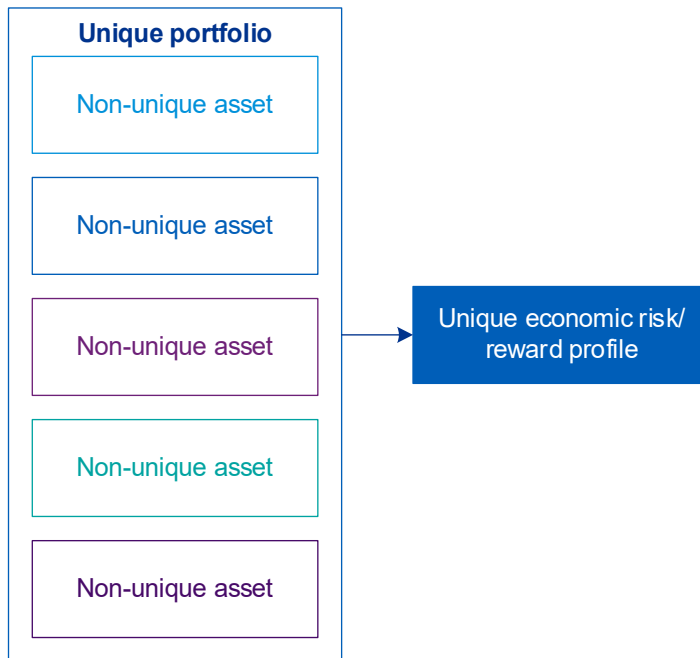 Unique portfolio
Non-unique asset
Non-unique asset
Non-unique asset
Non-unique asset
Non-unique asset
Unique economic risk/
reward profile